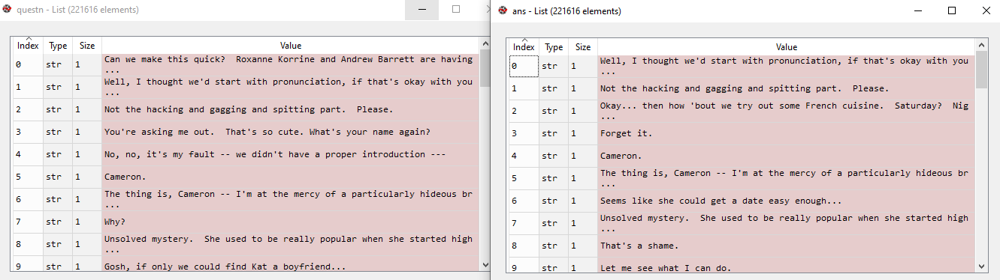 questn - List (221616 elements)
Index Type Size Value
0 str 1 Can we make this quick?  Roxanne Korrine and Andrew Barrett are having
...
1 str 1 Well, I thought we'd start with pronunciation, if that's okay with you
...
2 str 1 Not the hacking and gagging and spitting part.  Please.
3 str 1 You're asking me out.  That's so cute. What's your name again?
4 str 1 No, no, it's my fault -- we didn't have a proper introduction ---
5 str 1 Cameron.
6 str 1 The thing is, Cameron -- I'm at the mercy of a particularly hideous br
...
7 str 1 Why?
8 str 1 Unsolved mystery.  She used to be really popular when she started high
...
9 str 1 Gosh, if only we could find Kat a boyfriend...
ans - List (221616 elements)
Index Type Size Value
0 str 1 Well, I thought we'd start with pronunciation, if that's okay with you
...
1 str 1 Not the hacking and gagging and spitting part.  Please.
2 str 1 Okay... then how 'bout we try out some French cuisine.  Saturday?  Nig
...
3 str 1 Forget it.
4 str 1 Cameron.
5 str 1 The thing is, Cameron -- I'm at the mercy of a particularly hideous br
...
6 str 1 Seems like she could get a date easy enough...
7 str 1 Unsolved mystery.  She used to be really popular when she started high
...
8 str 1 That's a shame.
9 str 1 Let me see what I can do.